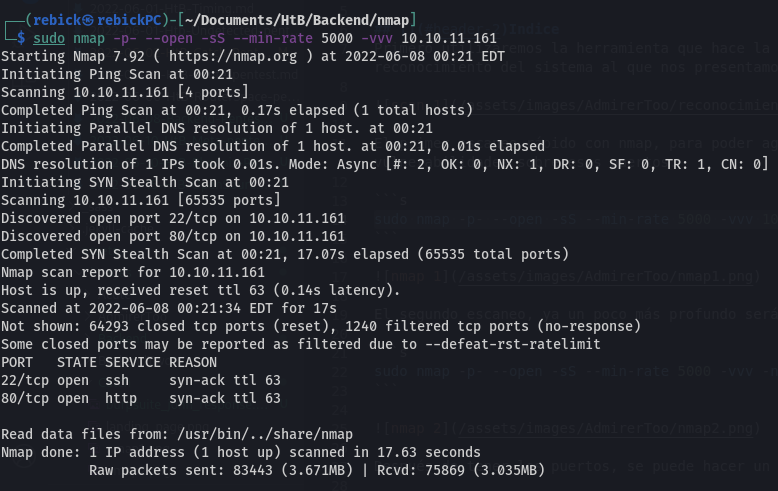 ┌──(rebick㉿rebickPC)-[~/Documents/HtB/Backend/nmap]
└─$ sudo nmap -p- --open -sS --min-rate 5000 -vvv 10.10.11.161
Starting Nmap 7.92 ( https://nmap.org ) at 2022-06-08 00:21 EDT
Initiating Ping Scan at 00:21
Scanning 10.10.11.161 [4 ports]
Completed Ping Scan at 00:21, 0.17s elapsed (1 total hosts)
Initiating Parallel DNS resolution of 1 host. at 00:21
Completed Parallel DNS resolution of 1 host. at 00:21, 0.01s elapsed
DNS resolution of 1 IPs took 0.01s. Mode: Async [#: 2, OK: 0, NX: 1, DR: 0, SF: 0, TR: 1, CN: 0]
Initiating SYN Stealth Scan at 00:21
Scanning 10.10.11.161 [65535 ports]
Discovered open port 22/tcp on 10.10.11.161
Discovered open port 80/tcp on 10.10.11.161
Completed SYN Stealth Scan at 00:21, 17.07s elapsed (65535 total ports)
Nmap scan report for 10.10.11.161
Host is up, received reset ttl 63 (0.14s latency).
Scanned at 2022-06-08 00:21:34 EDT for 17s
Not shown: 64293 closed tcp ports (reset), 1240 filtered tcp ports (no-response)
Some closed ports may be reported as filtered due to --defeat-rst-ratelimit
PORT   STATE SERVICE REASON
22/tcp open  ssh     syn-ack ttl 63
80/tcp open  http    syn-ack ttl 63
Read data files from: /usr/bin/../share/nmap
Nmap done: 1 IP address (1 host up) scanned in 17.63 seconds
           Raw packets sent: 83443 (3.671MB) | Rcvd: 75869 (3.035MB)